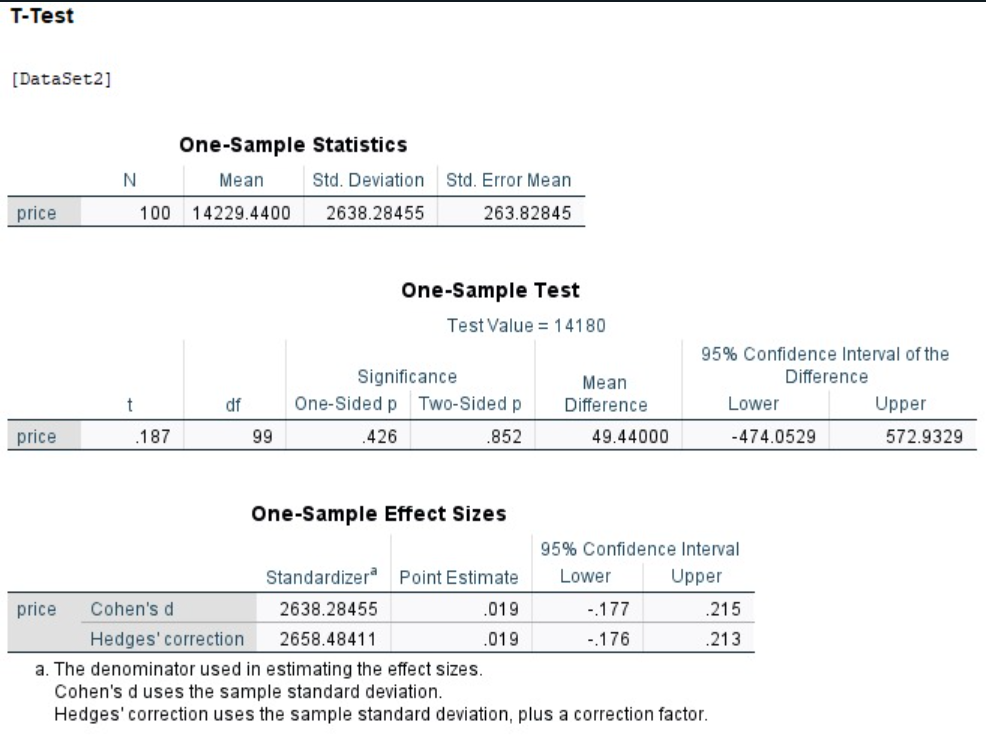 T-Test
[DataSet2]
One-Sample Statistics
N Mean Std. Deviation Std. Error Mean
price 100 14229.4400 2638.28455 263.82845
One-Sample Test
Test Value = 14180
95% Confidence Interval of the
Significance Mean Difference
t df One-Sided p Two-Sided p Difference Lower Upper
price .187 99 .426 .852 49.44000 -474.0529 572.9329
One-Sample Effect Sizes
95% Confidence Interval
Standardizerᵃ Point Estimate Lower Upper
price Cohen's d 2638.28455 .019 -.177 .215
Hedges' correction 2658.48411 .019 -.176 .213
a. The denominator used in estimating the effect sizes.
Cohen's d uses the sample standard deviation.
Hedges' correction uses the sample standard deviation, plus a correction factor.